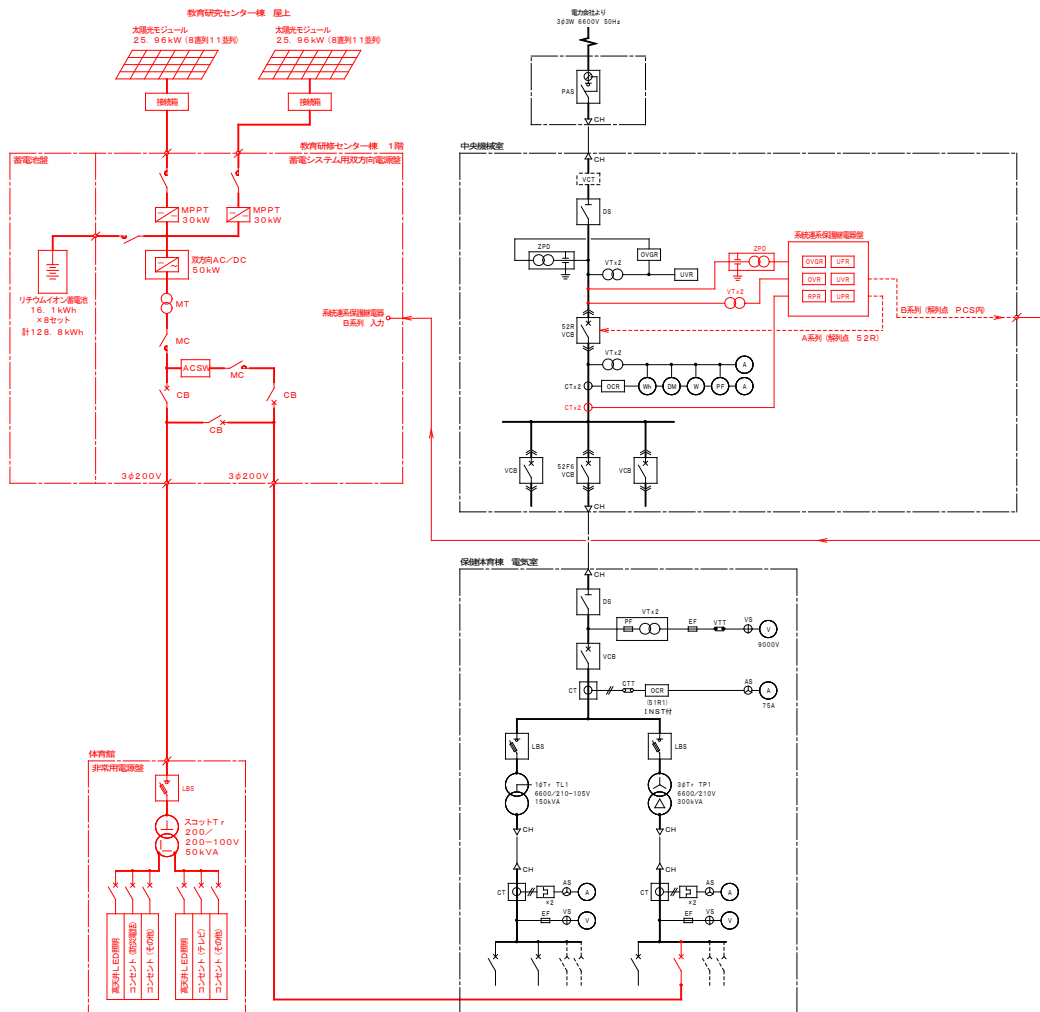 教育研究センター棟 屋上
太陽光モジュール
25.96kW(8直列11並列)
太陽光モジュール
25.96kW(8直列11並列)
接続箱
接続箱
教育研修センター棟 1階
蓄電池盤
蓄電システム用双方向電源盤
MPPT
30kW
MPPT
30kW
双方向AC/DC
50kW
リチウムイオン蓄電池
16.1kWh
×8セット
計128.8kWh
MT
MC
ACSW
MC
CB
CB
CB
3φ200V
3φ200V
系統連系保護継電器
B系列 入力
体育館
非常用電源盤
LBS
スコットTr
200/
200-100V
50kVA
高天井LED照明
コンセント(防災電話)
コンセント(その他)
高天井LED照明
コンセント(テレビ)
コンセント(その他)
電力会社より
3φ3W 6600V 50Hz
PAS
CH
中央機械室
CH
VCT
DS
ZPD
OVGR
VTx2
UVR
ZPD
VTx2
系統連系保護継電器盤
OVGR
UFR
OVR
UVR
RPR
UPR
B系列(解列点 PCS内)
A系列(解列点 52R)
52R
VCB
VTx2
A
CTx2
OCR
Wh
DM
W
PF
A
CTx2
VCB
52F6
VCB
VCB
CH
保健体育棟 電気室
CH
DS
VTx2
PF
EF
VTT
VS
V
9000V
VCB
CT
CTT
OCR
(51R1)
INST付
AS
A
75A
LBS
LBS
1φTr TL1
6600/210-105V
150kVA
3φTr TP1
6600/210V
300kVA
CH
CH
CH
CH
CT
×2
AS
A
CT
×2
AS
A
EF
VS
V
EF
VS
V